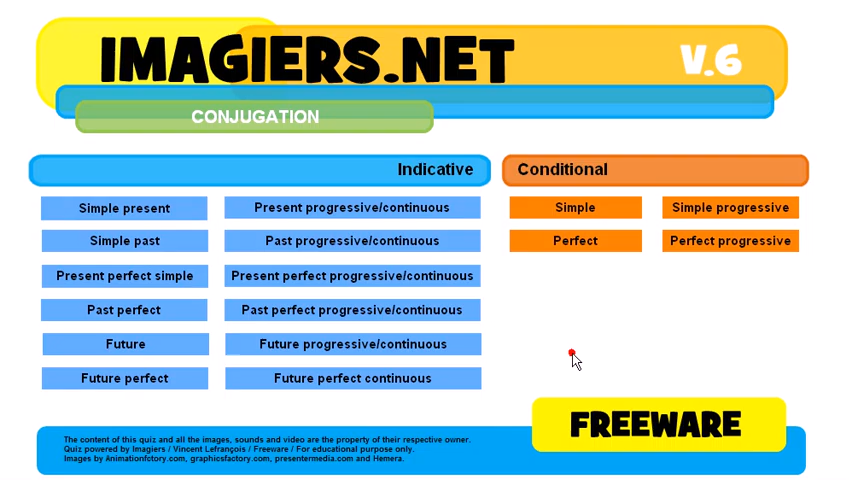 IMAGIERS.NET
V.6
CONJUGATION
Indicative
Conditional
Simple present
Present progressive/continuous
Simple
Simple progressive
Simple past
Past progressive/continuous
Perfect
Perfect progressive
Present perfect simple
Present perfect progressive/continuous
Past perfect
Past perfect progressive/continuous
Future
Future progressive/continuous
Future perfect
Future perfect continuous
FREEWARE
The content of this quiz and all the images, sounds and video are the property of their respective owner.
Quiz powered by Imagiers / Vincent Lefrançois / Freeware / For educational purpose only.
Images by Animationfotory.com, graphicsfactory.com, presentermedia.com and Hemera.